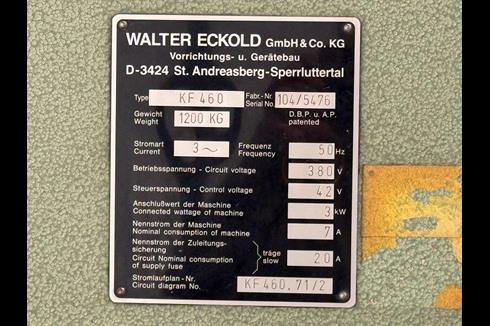 WALTER ECKOLD GmbH & Co. KG
Vorrichtungs- u. Gerätebau
D-3424 St. Andreasberg-Sperrluttertal
Type KF 460 Fabr.-Nr. Serial No 104/5476
Gewicht Weight 1200 KG D.B.P. u. A.P. patented
Stromart Current 3 ~ Frequenz Frequency 50 Hz
Betriebsspannung - Circuit voltage 380 V
Steuerspannung - Control voltage 42 V
Anschlußwert der Maschine
Connected wattage of machine 3 kW
Nennstrom der Maschine
Nominal consumption of machine 7 A
Nennstrom der Zuleitungs-
sicherung
Circuit Nominal consumption
of supply fuse träge slow 20 A
Stromlaufplan-Nr.
Circuit diagram No. KF 460.71/2